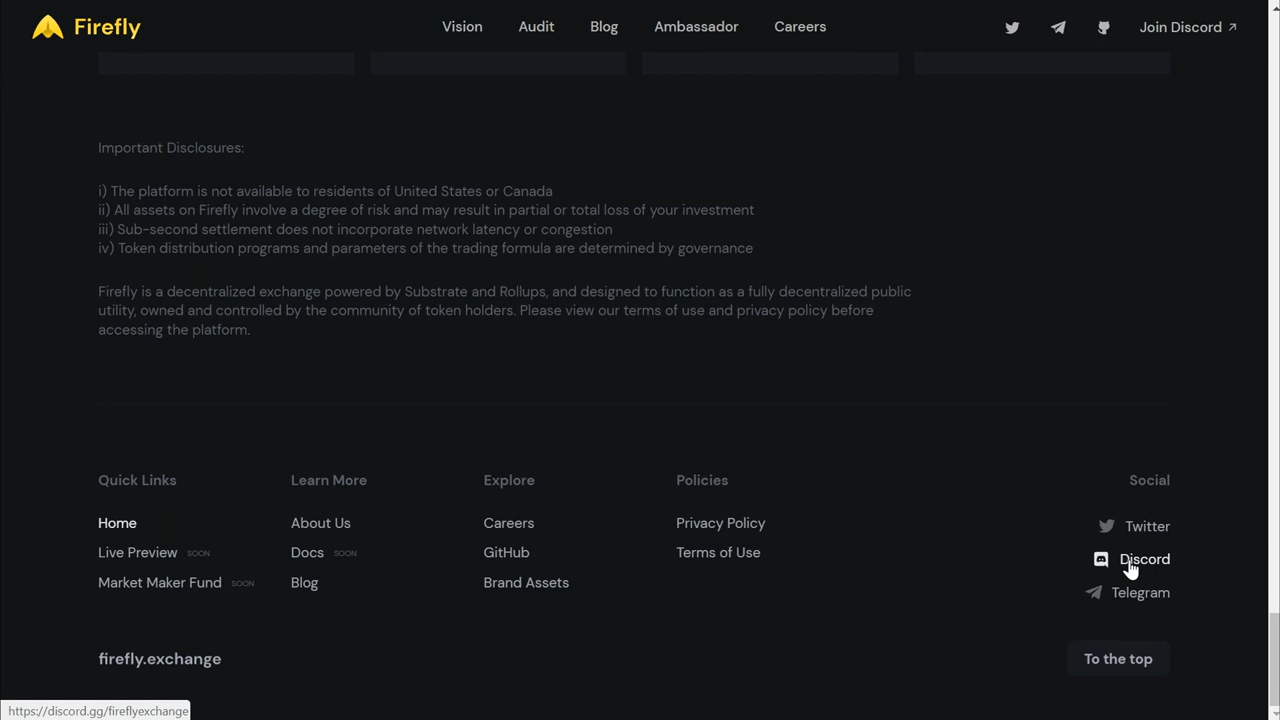 Firefly
Vision
Audit
Blog
Ambassador
Careers
Join Discord ↗
Important Disclosures:
i) The platform is not available to residents of United States or Canada
ii) All assets on Firefly involve a degree of risk and may result in partial or total loss of your investment
iii) Sub-second settlement does not incorporate network latency or congestion
iv) Token distribution programs and parameters of the trading formula are determined by governance
Firefly is a decentralized exchange powered by Substrate and Rollups, and designed to function as a fully decentralized public
utility, owned and controlled by the community of token holders. Please view our terms of use and privacy policy before
accessing the platform.
Quick Links
Home
Live Preview SOON
Market Maker Fund SOON
Learn More
About Us
Docs SOON
Blog
Explore
Careers
GitHub
Brand Assets
Policies
Privacy Policy
Terms of Use
Social
Twitter
Discord
Telegram
firefly.exchange
To the top
https://discord.gg/fireflyexchange